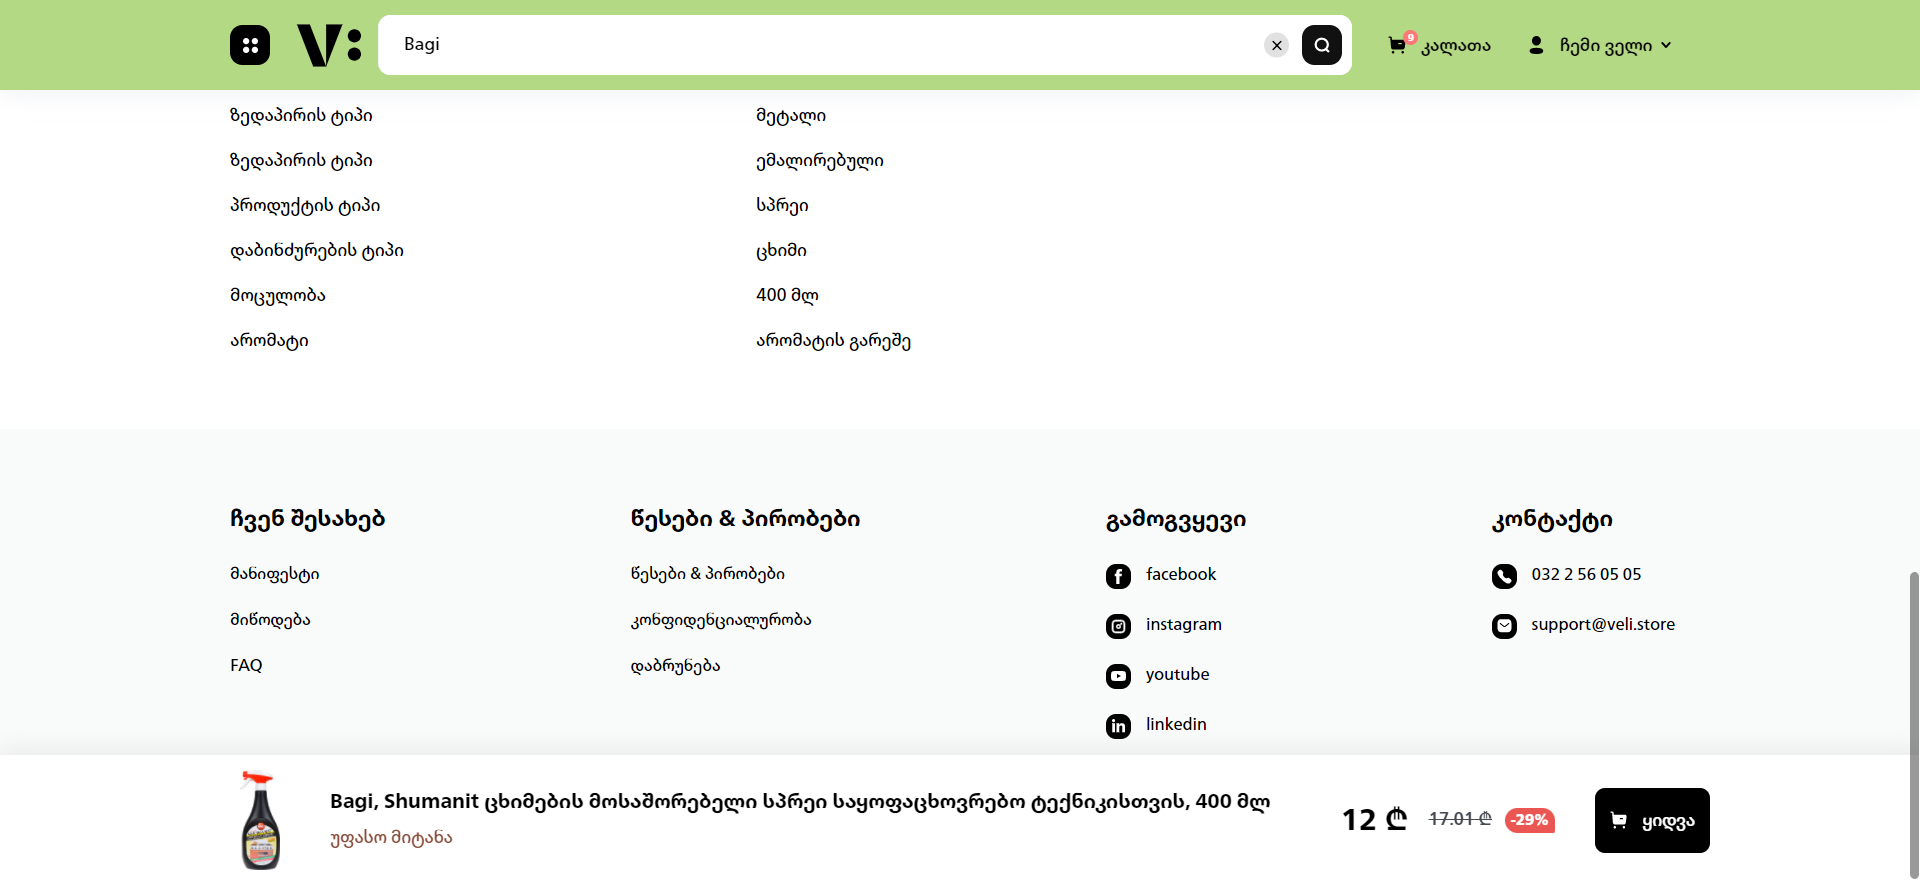 V:
Bagi
9
კალათა
ჩემი ველი
ზედაპირის ტიპი
მეტალი
ზედაპირის ტიპი
ემალირებული
პროდუქტის ტიპი
სპრეი
დაბინძურების ტიპი
ცხიმი
მოცულობა
400 მლ
არომატი
არომატის გარეშე
ჩვენ შესახებ
მანიფესტი
მიწოდება
FAQ
წესები & პირობები
წესები & პირობები
კონფიდენციალურობა
დაბრუნება
გამოგვყევი
facebook
instagram
youtube
linkedin
კონტაქტი
032 2 56 05 05
support@veli.store
Bagi, Shumanit ცხიმების მოსაშორებელი სპრეი საყოფაცხოვრებო ტექნიკისთვის, 400 მლ
უფასო მიტანა
12 ₾
17.01 ₾
-29%
ყიდვა